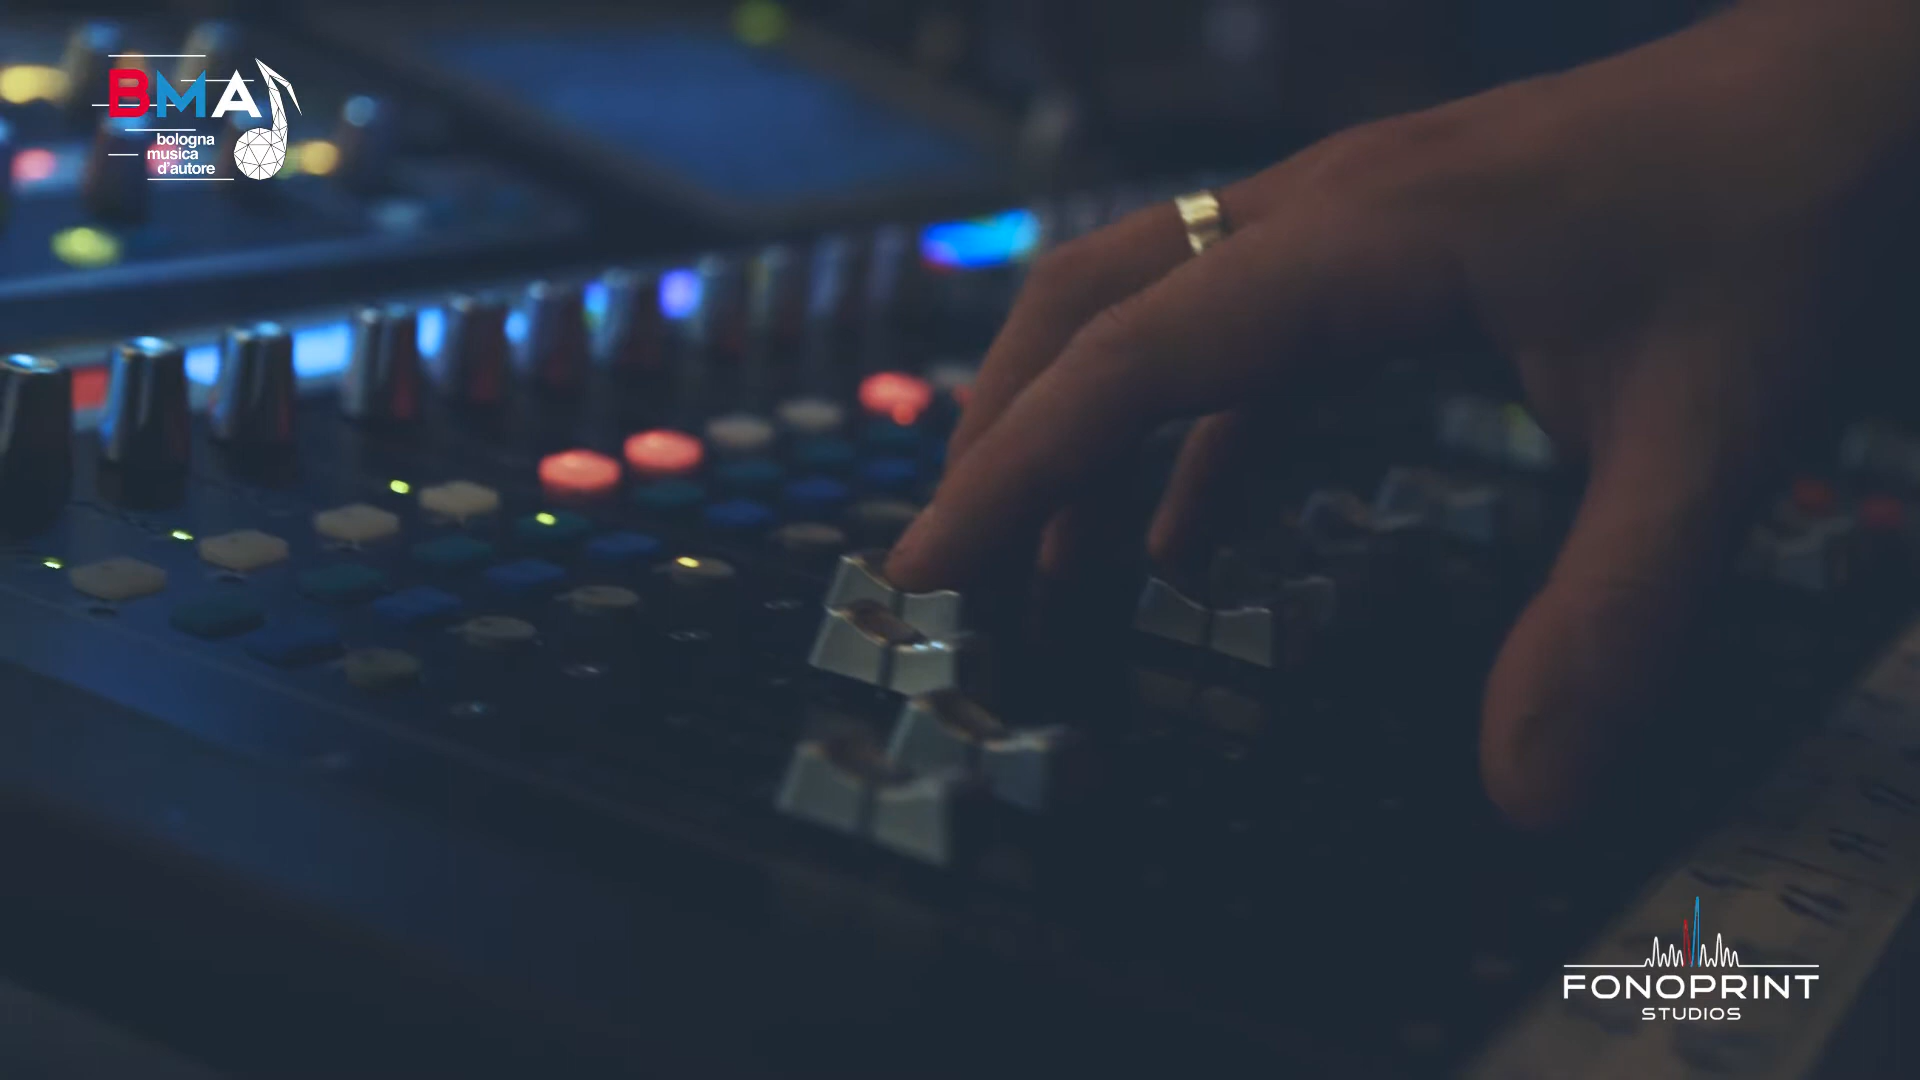 BMA
bologna
musica
d'autore
FONOPRINT
STUDIOS